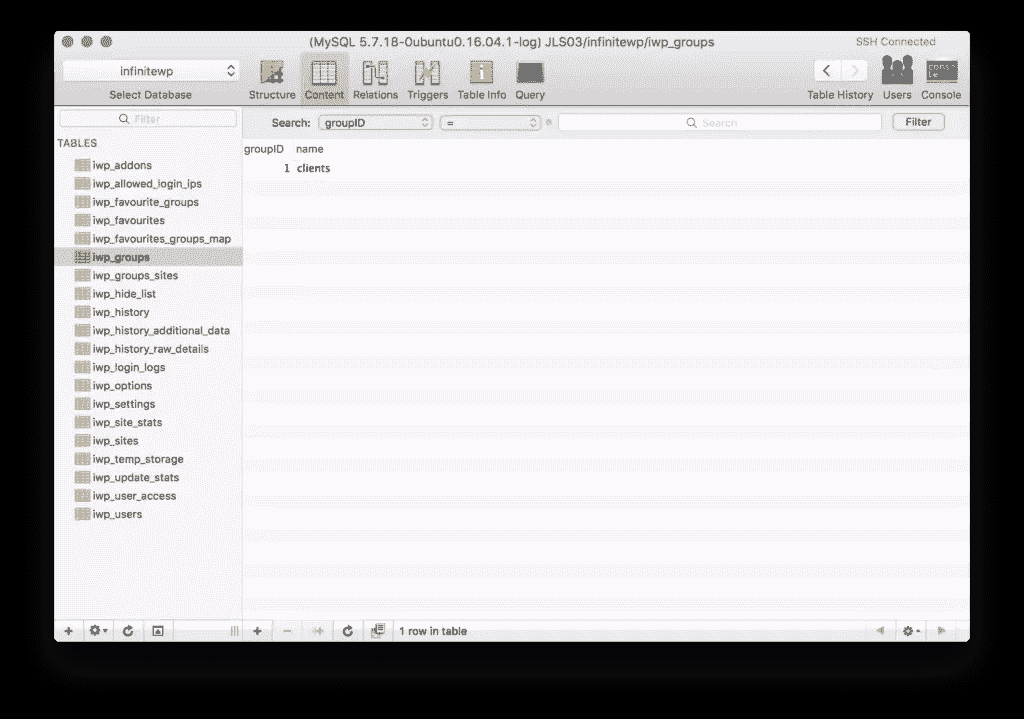 (MySQL 5.7.18-0ubuntu0.16.04.1-log) JLS03/infinitewp/iwp_groups
SSH Connected
infinitewp
Select Database
Structure Content Relations Triggers Table Info Query
Table History Users Console
Filter
Search: groupID = Search Filter
TABLES
iwp_addons
iwp_allowed_login_ips
iwp_favourite_groups
iwp_favourites
iwp_favourites_groups_map
iwp_groups
iwp_groups_sites
iwp_hide_list
iwp_history
iwp_history_additional_data
iwp_history_raw_details
iwp_login_logs
iwp_options
iwp_settings
iwp_site_stats
iwp_sites
iwp_temp_storage
iwp_update_stats
iwp_user_access
iwp_users
groupID name
1 clients
1 row in table